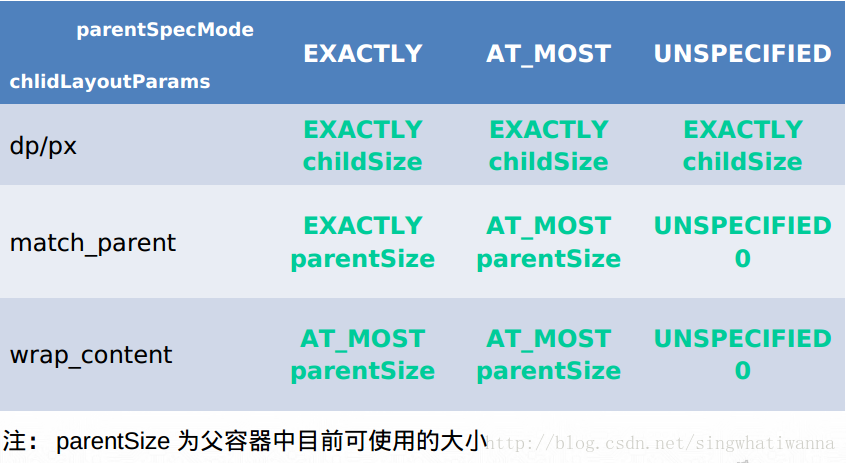 parentSpecMode
chlidLayoutParams
EXACTLY AT_MOST UNSPECIFIED
dp/px
EXACTLY childSize
EXACTLY childSize
EXACTLY childSize
match_parent
EXACTLY parentSize
AT_MOST parentSize
UNSPECIFIED 0
wrap_content
AT_MOST parentSize
AT_MOST parentSize
UNSPECIFIED 0
注： parentSize 为父容器中目前可使用的大小
http://blog.csdn.net/singwhatiwanna